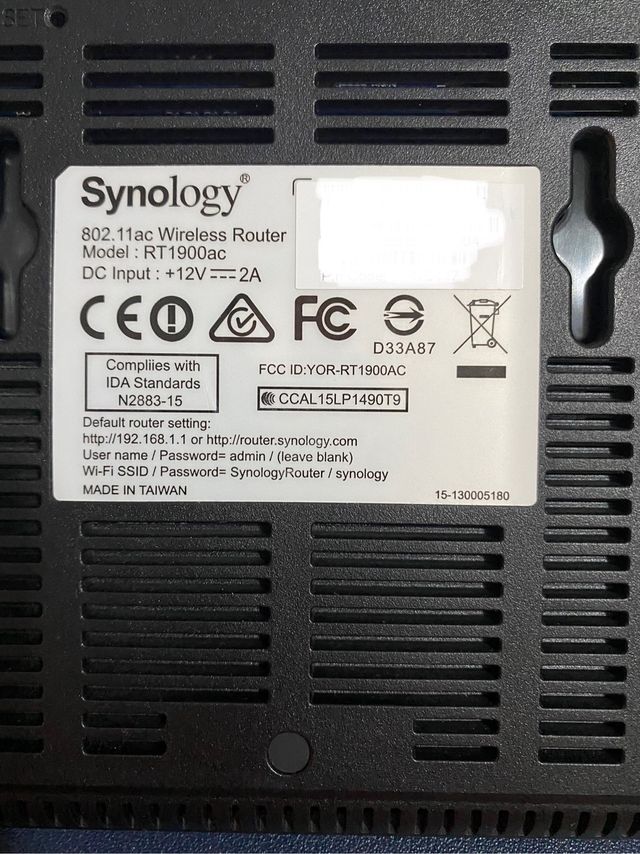 SET
Synology®
802.11ac Wireless Router
Model : RT1900ac
DC Input : +12V⎓2A
CE FC
D33A87
Compliies with
IDA Standards
N2883-15
FCC ID:YOR-RT1900AC
CCAL15LP1490T9
Default router setting:
http://192.168.1.1 or http://router.synology.com
User name / Password= admin / (leave blank)
Wi-Fi SSID / Password= SynologyRouter / synology
MADE IN TAIWAN
15-130005180